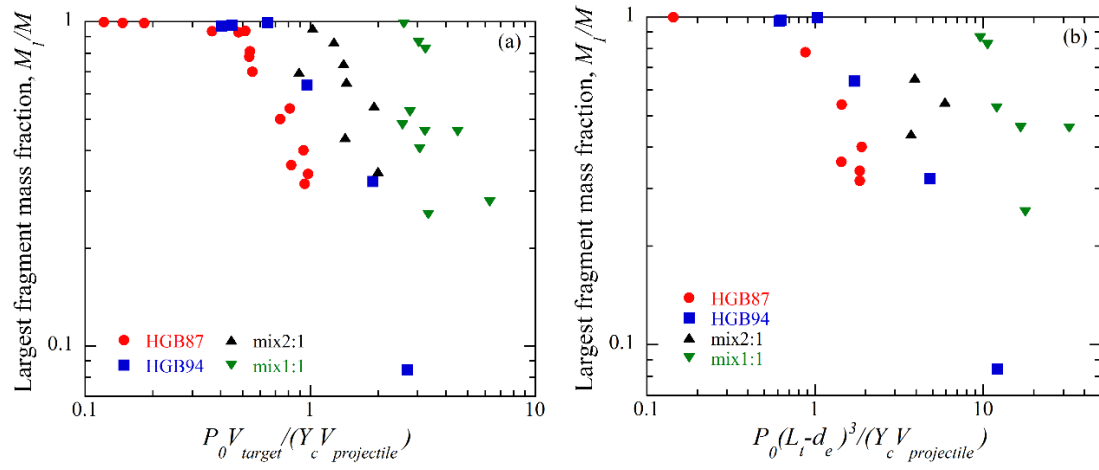 Largest fragment mass fraction, M_l/M
1
0.1
(a)
HGB87
HGB94
mix2:1
mix1:1
0.1
1
10
P_0V_target/(Y_cV_projectile)
Largest fragment mass fraction, M_l/M
1
0.1
(b)
HGB87
HGB94
mix2:1
mix1:1
0.1
1
10
P_0(L_t-d_e)^3/(Y_cV_projectile)